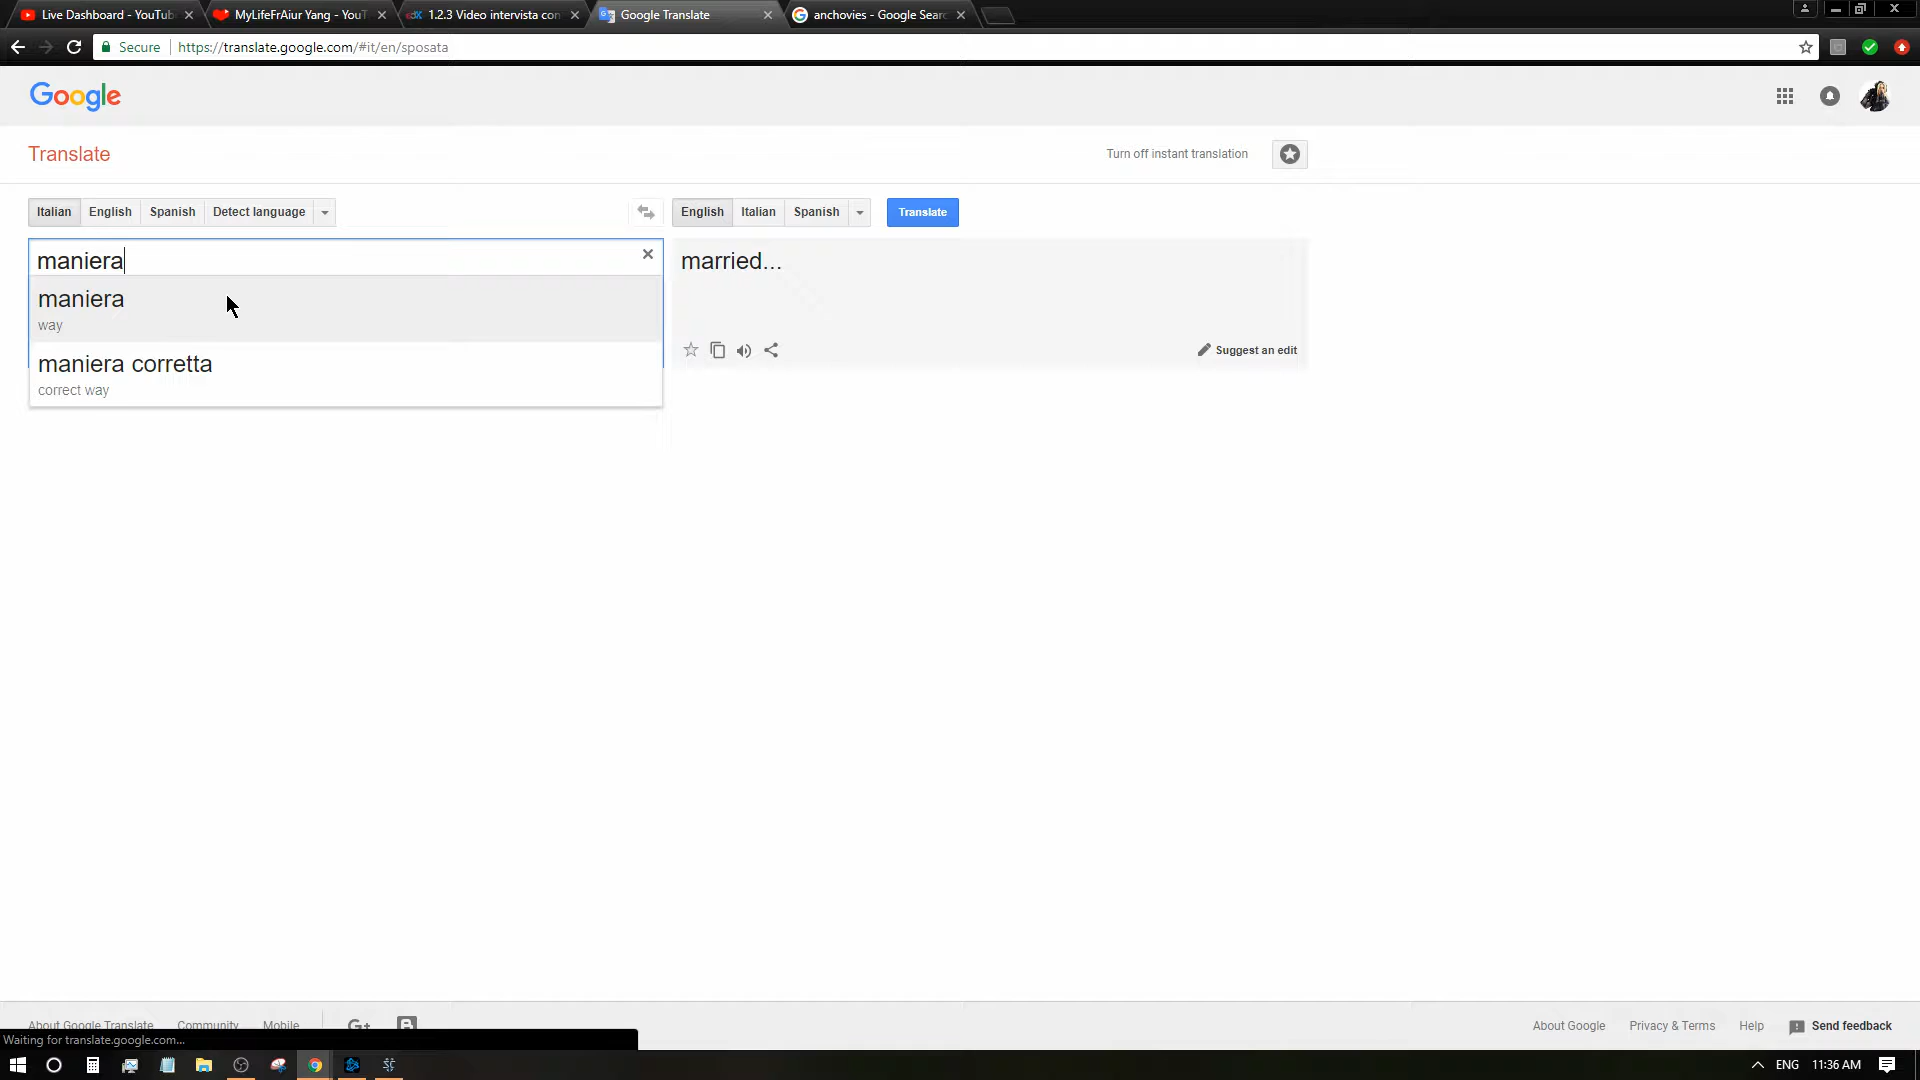 Live Dashboard - YouTub
MyLifeFrAiur Yang - YouT
1.2.3 Video intervista con
Google Translate
anchovies - Google Sear
Secure
https://translate.google.com/#it/en/sposata
Google
Translate
Turn off instant translation
Italian English Spanish Detect language
English Italian Spanish Translate
maniera
married...
maniera
way
Suggest an edit
maniera corretta
correct way
About Google Translate Community Mobile
About Google Privacy & Terms Help Send feedback
Waiting for translate.google.com...
ENG 11:36 AM